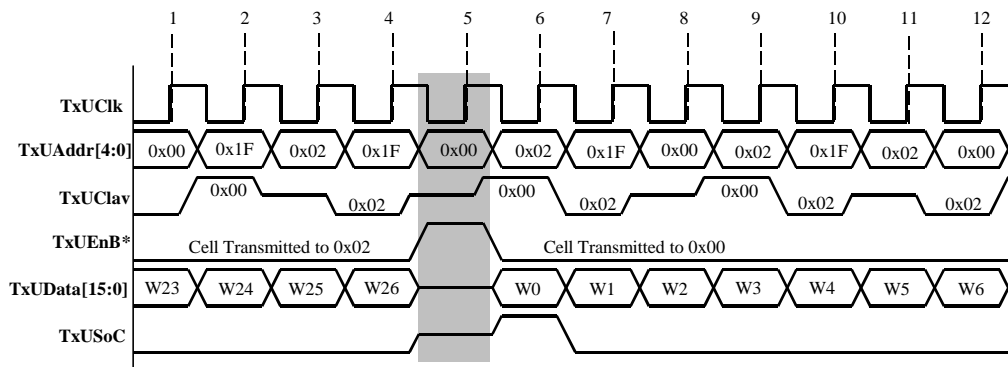 1 2 3 4 5 6 7 8 9 10 11 12
TxUClk
TxUAddr[4:0] 0x00 0x1F 0x02 0x1F 0x00 0x02 0x1F 0x00 0x02 0x1F 0x02 0x00
TxUClav 0x00 0x02 0x00 0x02 0x00 0x02 0x02
TxUEnB* Cell Transmitted to 0x02 Cell Transmitted to 0x00
TxUData[15:0] W23 W24 W25 W26 W0 W1 W2 W3 W4 W5 W6
TxUSoC